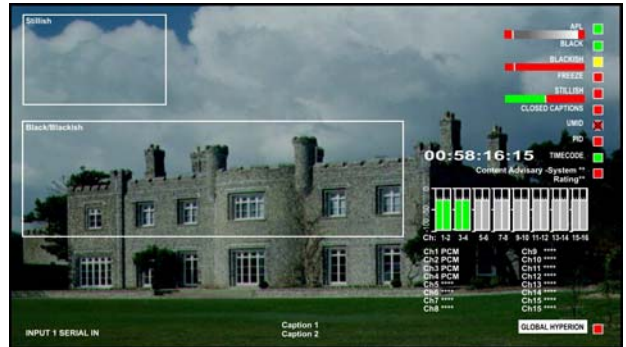 Stillish
APL
BLACK
BLACKISH
FREEZE
STILLISH
CLOSED CAPTIONS
Black/Blackish
UMID
PID
00:58:16:15 TIMECODE
Content Advisary -System **
Rating**
Ch: 1-2 3-4 5-6 7-8 9-10 11-12 13-14 15-16
Ch1 PCM Ch9 ****
Ch2 PCM Ch10 ****
Ch3 PCM Ch11 ****
Ch4 PCM Ch12 ****
Ch5 **** Ch13 ****
Ch6 **** Ch14 ****
Ch7 **** Ch15 ****
Ch8 **** Ch15 ****
INPUT 1 SERIAL IN
Caption 1
Caption 2
GLOBAL HYPERION